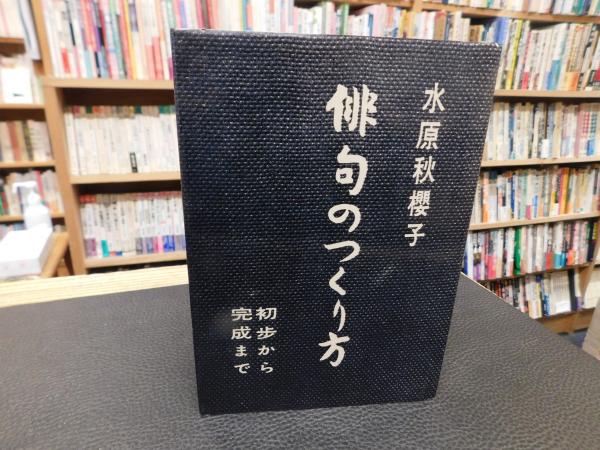 水原秋櫻子
俳句のつくり方
初歩から
完成まで